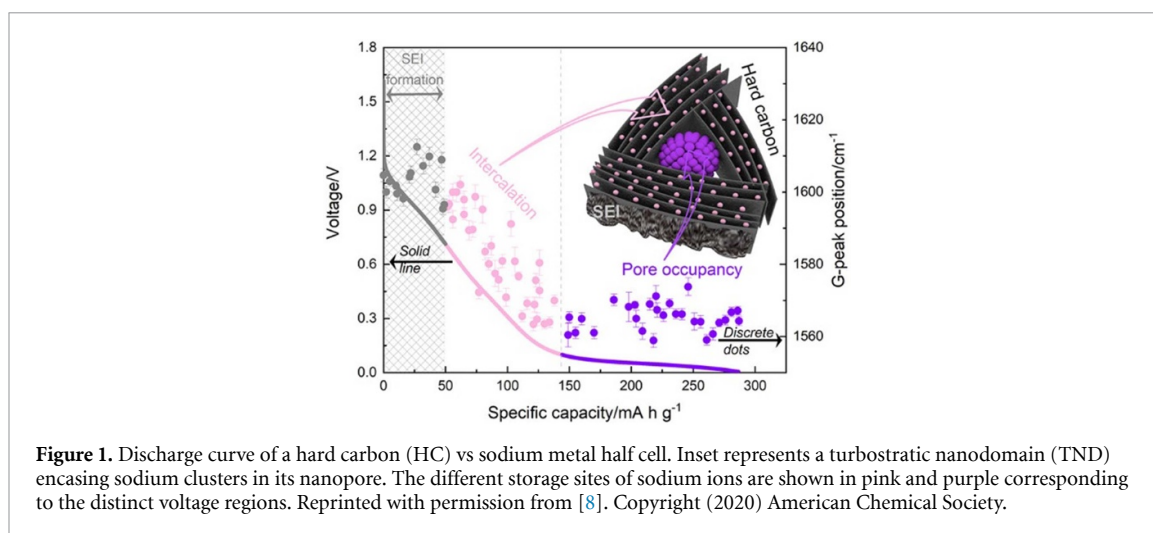 1.8
1.5
1.2
0.9
0.6
0.3
0.0
Voltage/V
SEI
formation
Solid
line
Intercalation
Hard carbon
SEI
Pore occupancy
Discrete
dots
1640
1620
1600
1580
1560
G-peak position/cm⁻¹
0 50 100 150 200 250 300
Specific capacity/mA h g⁻¹
Figure 1. Discharge curve of a hard carbon (HC) vs sodium metal half cell. Inset represents a turbostratic nanodomain (TND)
encasing sodium clusters in its nanopore. The different storage sites of sodium ions are shown in pink and purple corresponding
to the distinct voltage regions. Reprinted with permission from [8]. Copyright (2020) American Chemical Society.